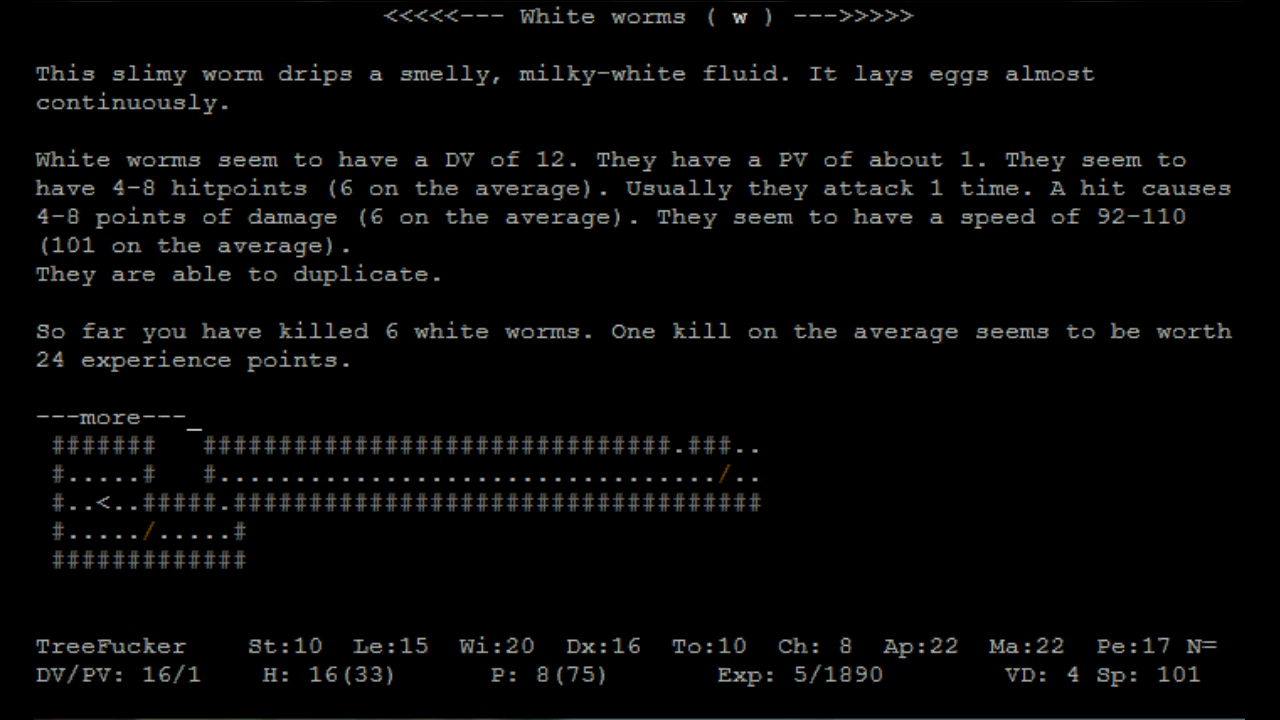 <<<<<--- White worms ( w ) --->>>>>
This slimy worm drips a smelly, milky-white fluid. It lays eggs almost
continuously.
White worms seem to have a DV of 12. They have a PV of about 1. They seem to
have 4-8 hitpoints (6 on the average). Usually they attack 1 time. A hit causes
4-8 points of damage (6 on the average). They seem to have a speed of 92-110
(101 on the average).
They are able to duplicate.
So far you have killed 6 white worms. One kill on the average seems to be worth
24 experience points.
---more---_
#######   ###############################.###..
#.....#   #................................./..
#..<..#####.###################################
#...../.....#
#############
TreeFucker St:10 Le:15 Wi:20 Dx:16 To:10 Ch: 8 Ap:22 Ma:22 Pe:17 N=
DV/PV: 16/1 H: 16(33) P: 8(75) Exp: 5/1890 VD: 4 Sp: 101